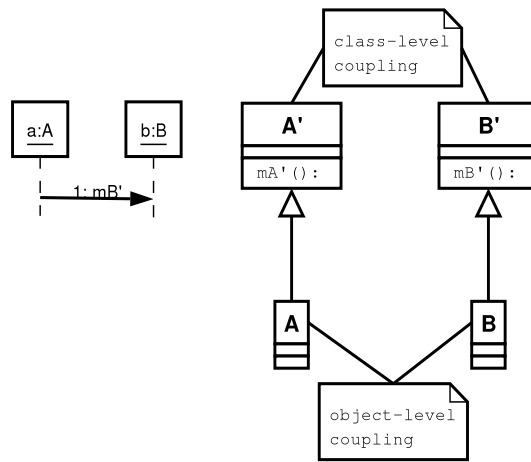 class-level
coupling
a:A
b:B
1: mB'
A'
mA'():
B'
mB'():
A
B
object-level
coupling